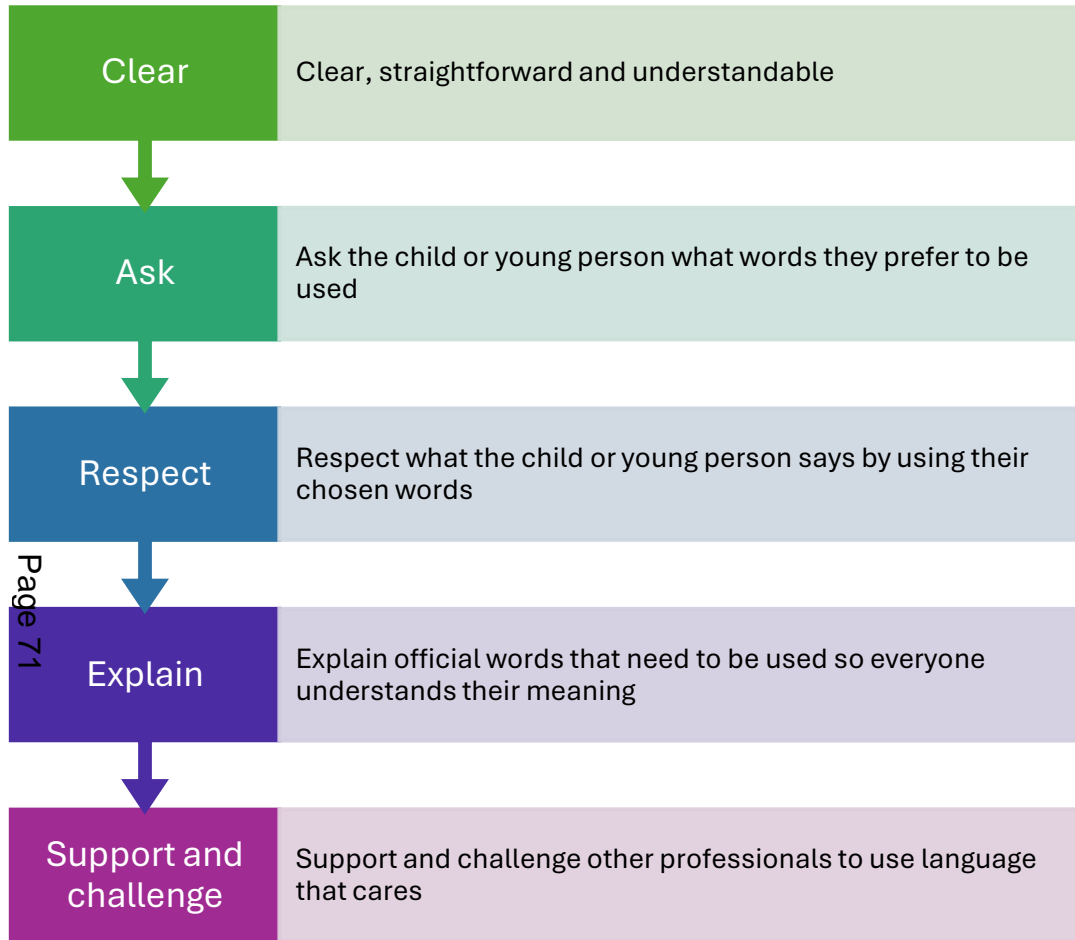 Clear
Clear, straightforward and understandable
Ask
Ask the child or young person what words they prefer to be
used
Respect
Respect what the child or young person says by using their
chosen words
Page 71
Explain
Explain official words that need to be used so everyone
understands their meaning
Support and
challenge
Support and challenge other professionals to use language
that cares